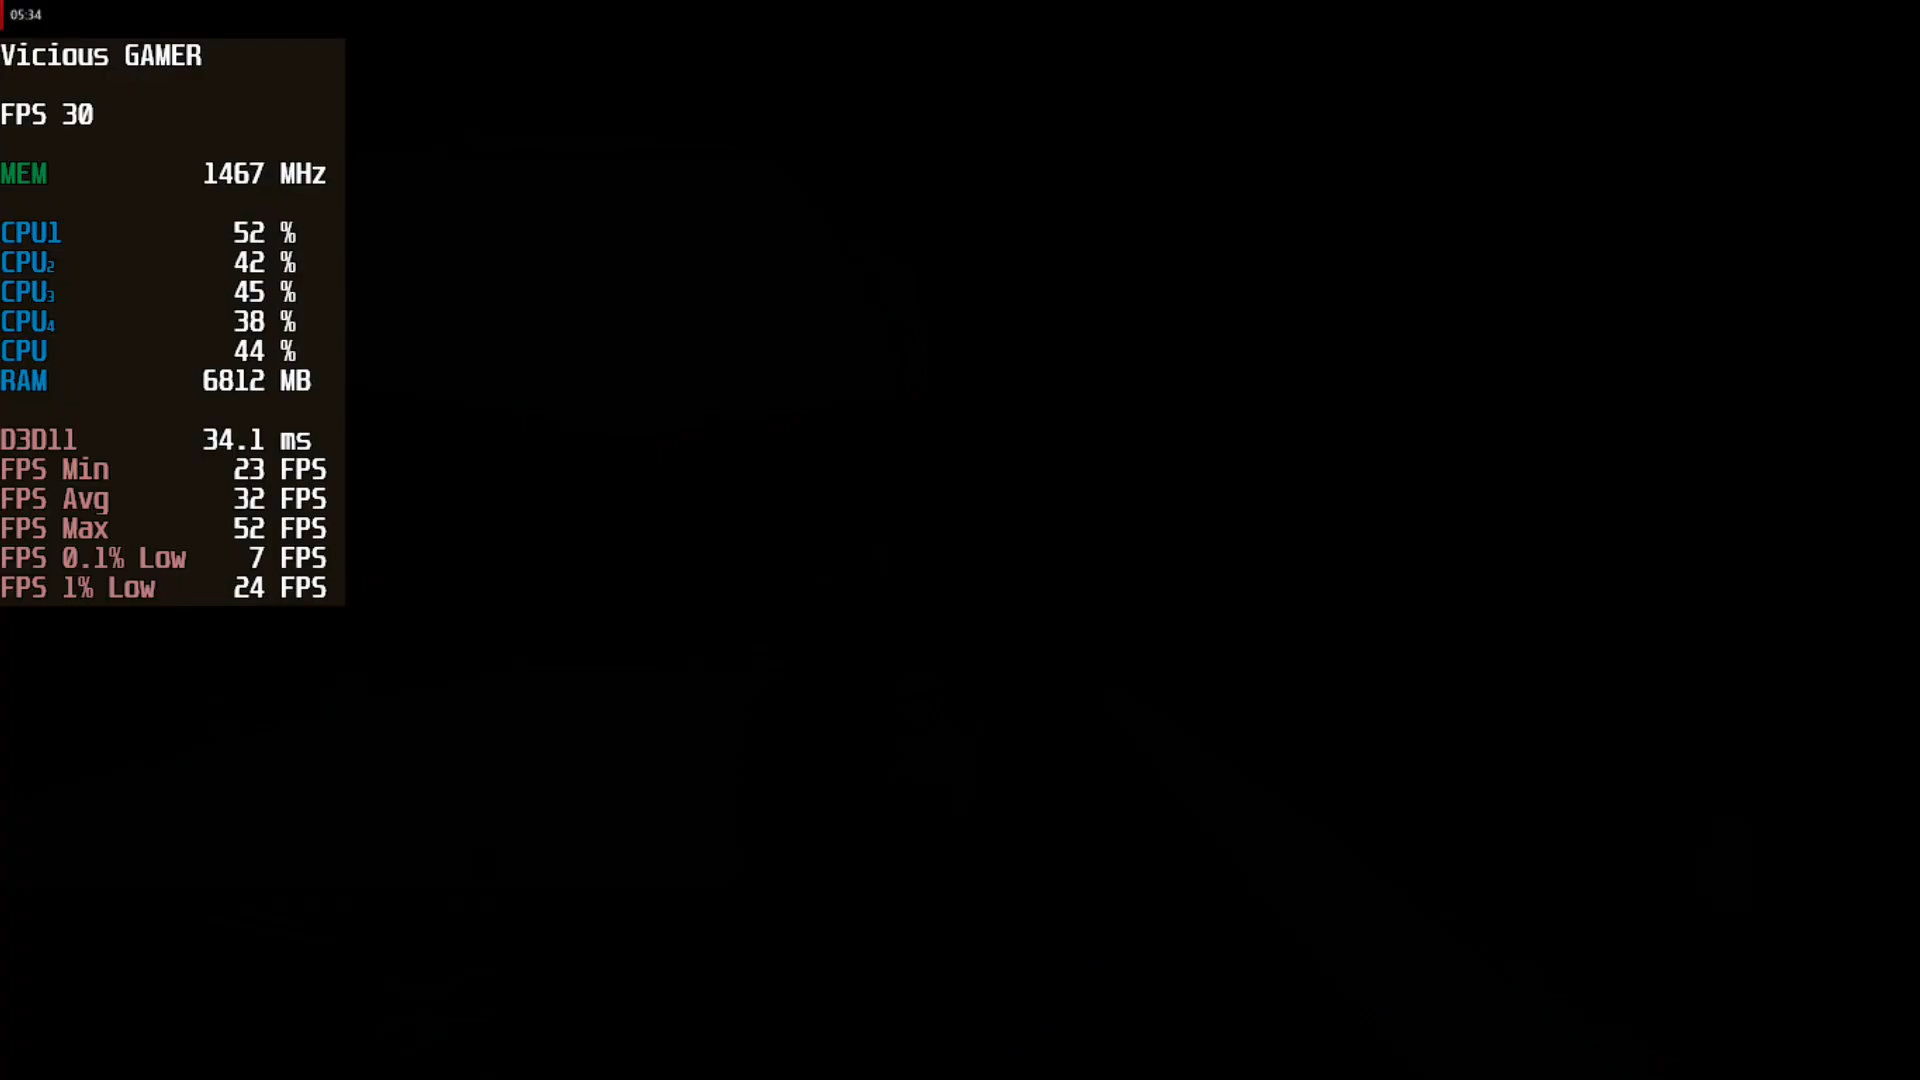 05:34
Vicious GAMER
FPS 30
MEM 1467 MHz
CPU1 52 %
CPU2 42 %
CPU3 45 %
CPU4 38 %
CPU 44 %
RAM 6812 MB
D3D11 34.1 ms
FPS Min 23 FPS
FPS Avg 32 FPS
FPS Max 52 FPS
FPS 0.1% Low 7 FPS
FPS 1% Low 24 FPS